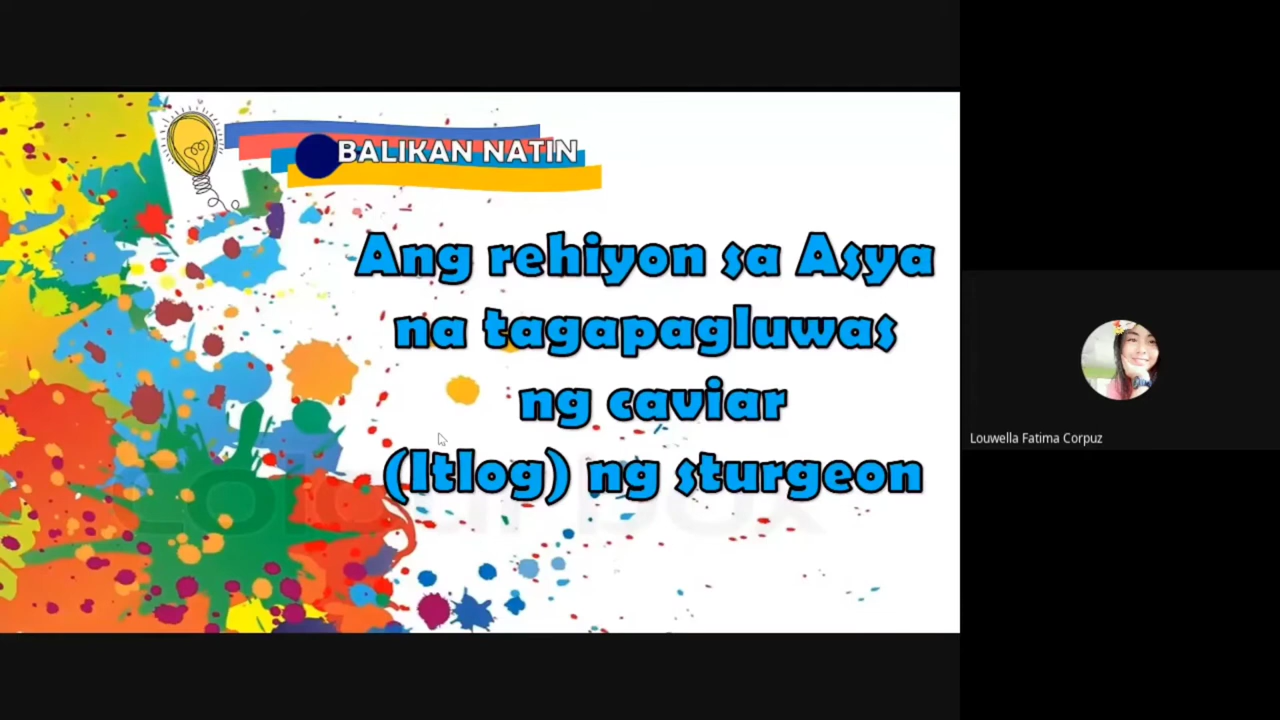 BALIKAN NATIN
Ang rehiyon sa Asya
na tagapagluwas
ng caviar
(Itlog) ng sturgeon
Louwella Fatima Corpuz